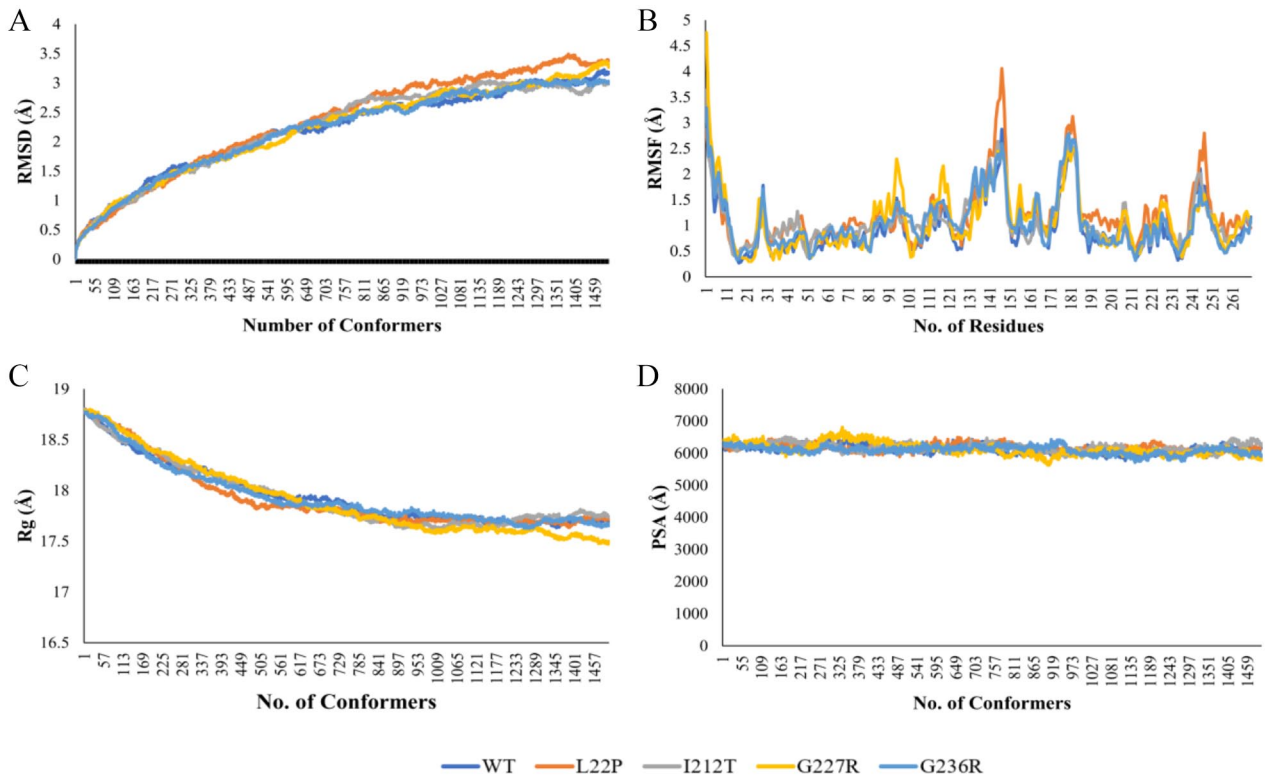 A
4
3.5
3
2.5
2
1.5
1
0.5
0
RMSD (Å)
1 55 109 163 217 271 325 379 433 487 541 595 649 703 757 811 865 919 973 1027 1081 1135 1189 1243 1297 1351 1405 1459
Number of Conformers
B
5
4.5
4
3.5
3
2.5
2
1.5
1
0.5
0
RMSF (Å)
1 11 21 31 41 51 61 71 81 91 101 111 121 131 141 151 161 171 181 191 201 211 221 231 241 251 261
No. of Residues
C
19
18.5
18
17.5
17
16.5
Rg (Å)
1 57 113 169 225 281 337 393 449 505 561 617 673 729 785 841 897 953 1009 1065 1121 1177 1233 1289 1345 1401 1457
No. of Conformers
D
8000
7000
6000
5000
4000
3000
2000
1000
0
PSA (Å)
1 55 109 163 217 271 325 379 433 487 541 595 649 703 757 811 865 919 973 1027 1081 1135 1189 1243 1297 1351 1405 1459
No. of Conformers
WT L22P I212T G227R G236R